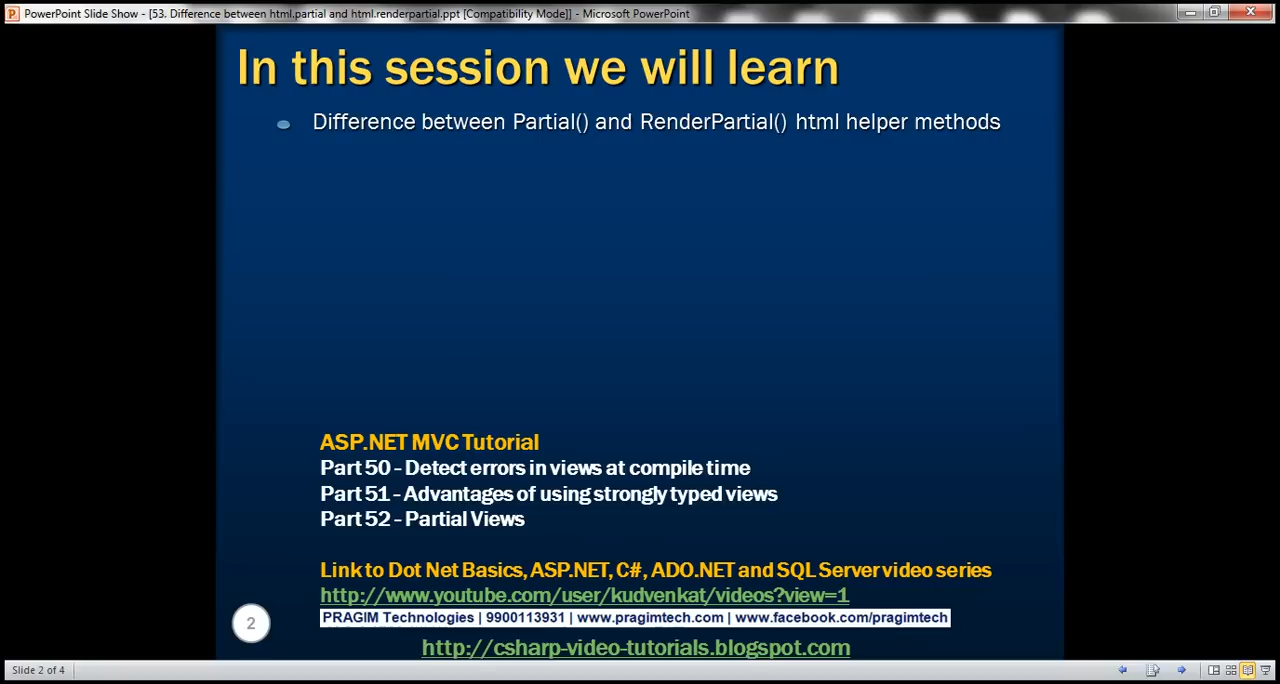 PowerPoint Slide Show - [53. Difference between html.partial and html.renderpartial.ppt [Compatibility Mode]] - Microsoft PowerPoint
In this session we will learn
Difference between Partial() and RenderPartial() html helper methods
ASP.NET MVC Tutorial
Part 50 - Detect errors in views at compile time
Part 51 - Advantages of using strongly typed views
Part 52 - Partial Views
Link to Dot Net Basics, ASP.NET, C#, ADO.NET and SQL Server video series
http://www.youtube.com/user/kudvenkat/videos?view=1
PRAGIM Technologies | 9900113931 | www.pragimtech.com | www.facebook.com/pragimtech
2
http://csharp-video-tutorials.blogspot.com
Slide 2 of 4